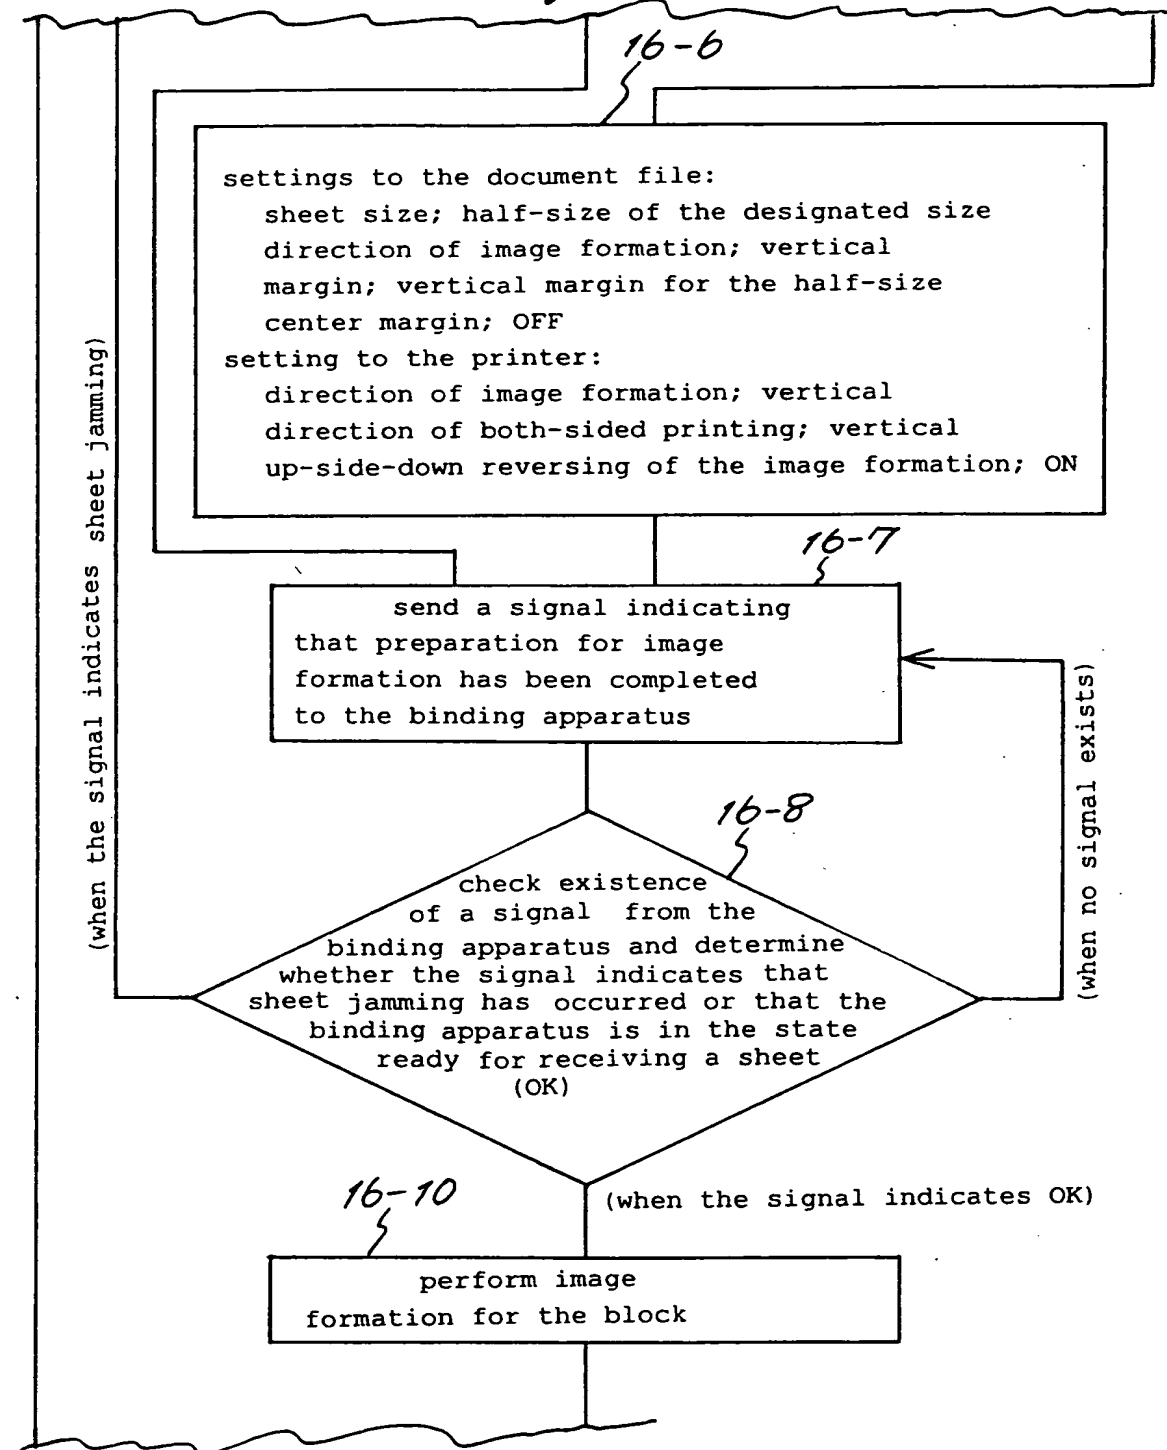 16-6
settings to the document file:
sheet size; half-size of the designated size
direction of image formation; vertical
margin; vertical margin for the half-size
center margin; OFF
setting to the printer:
direction of image formation; vertical
direction of both-sided printing; vertical
up-side-down reversing of the image formation; ON
(when the signal indicates sheet jamming)
16-7
send a signal indicating
that preparation for image
formation has been completed
to the binding apparatus
(when no signal exists)
16-8
check existence
of a signal from the
binding apparatus and determine
whether the signal indicates that
sheet jamming has occurred or that the
binding apparatus is in the state
ready for receiving a sheet
(OK)
(when the signal indicates OK)
16-10
perform image
formation for the block